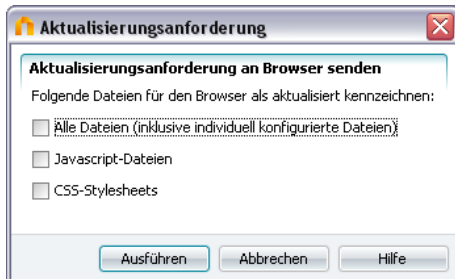 Aktualisierungsanforderung
Aktualisierungsanforderung an Browser senden
Folgende Dateien für den Browser als aktualisiert kennzeichnen:
Alle Dateien (inklusive individuell konfigurierte Dateien)
Javascript-Dateien
CSS-Stylesheets
Ausführen Abbrechen Hilfe